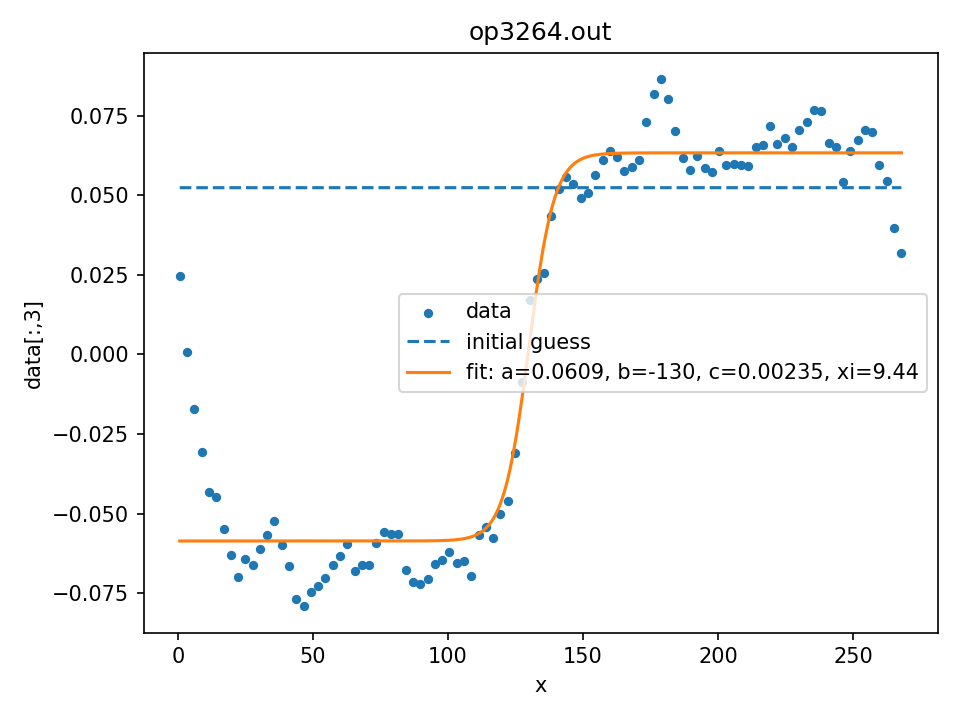 op3264.out
data[:,3]
0.075
0.050
0.025
0.000
−0.025
−0.050
−0.075
data
initial guess
fit: a=0.0609, b=-130, c=0.00235, xi=9.44
0 50 100 150 200 250
x